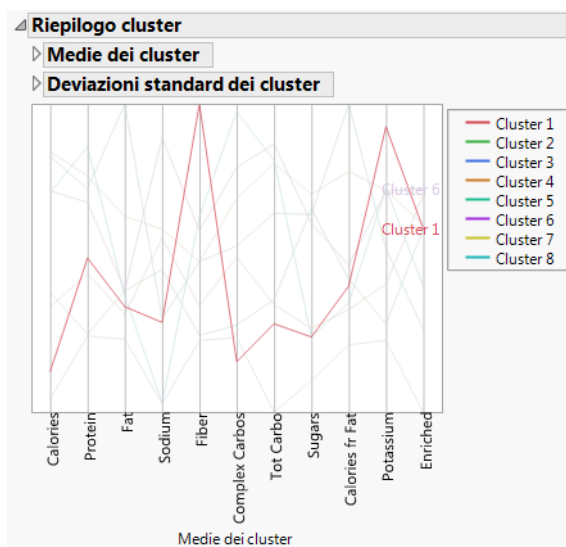 Riepilogo cluster
Medie dei cluster
Deviazioni standard dei cluster
Cluster 1
Cluster 2
Cluster 3
Cluster 4
Cluster 5
Cluster 6
Cluster 7
Cluster 8
Cluster 6
Cluster 1
Calories
Protein
Fat
Sodium
Fiber
Complex Carbos
Tot Carbo
Sugars
Calories fr Fat
Potassium
Enriched
Medie dei cluster